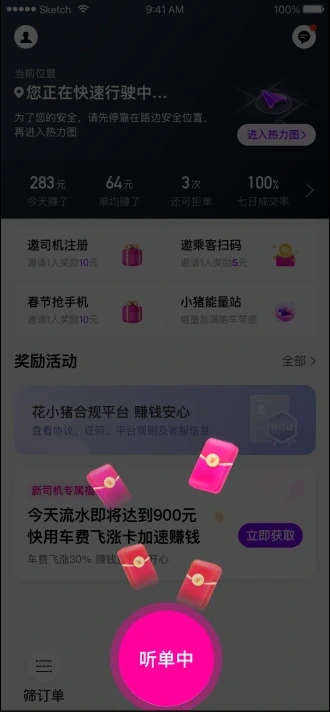 Sketch 9:41 AM 100%
当前位置
您正在快速行驶中...
为了您的安全，请先停靠在路边安全位置，
再进入热力图
进入热力图>
283元 64元 3次 100%
今天赚了 单均赚了 还可拒单 七日成交率
邀司机注册 邀乘客扫码
邀请1人奖励10元 邀请1人奖励5元
春节抢手机 小猪能量站
邀请1人奖励10元 能量加满跑车带感
奖励活动 全部>
花小猪合规平台 赚钱安心
查看协议、证照、平台规则及客服信息
新司机专属福
今天流水即将达到900元
快用车费飞涨卡加速赚钱
立即获取
车费飞涨30% 赚钱 开心
听单中
筛订单